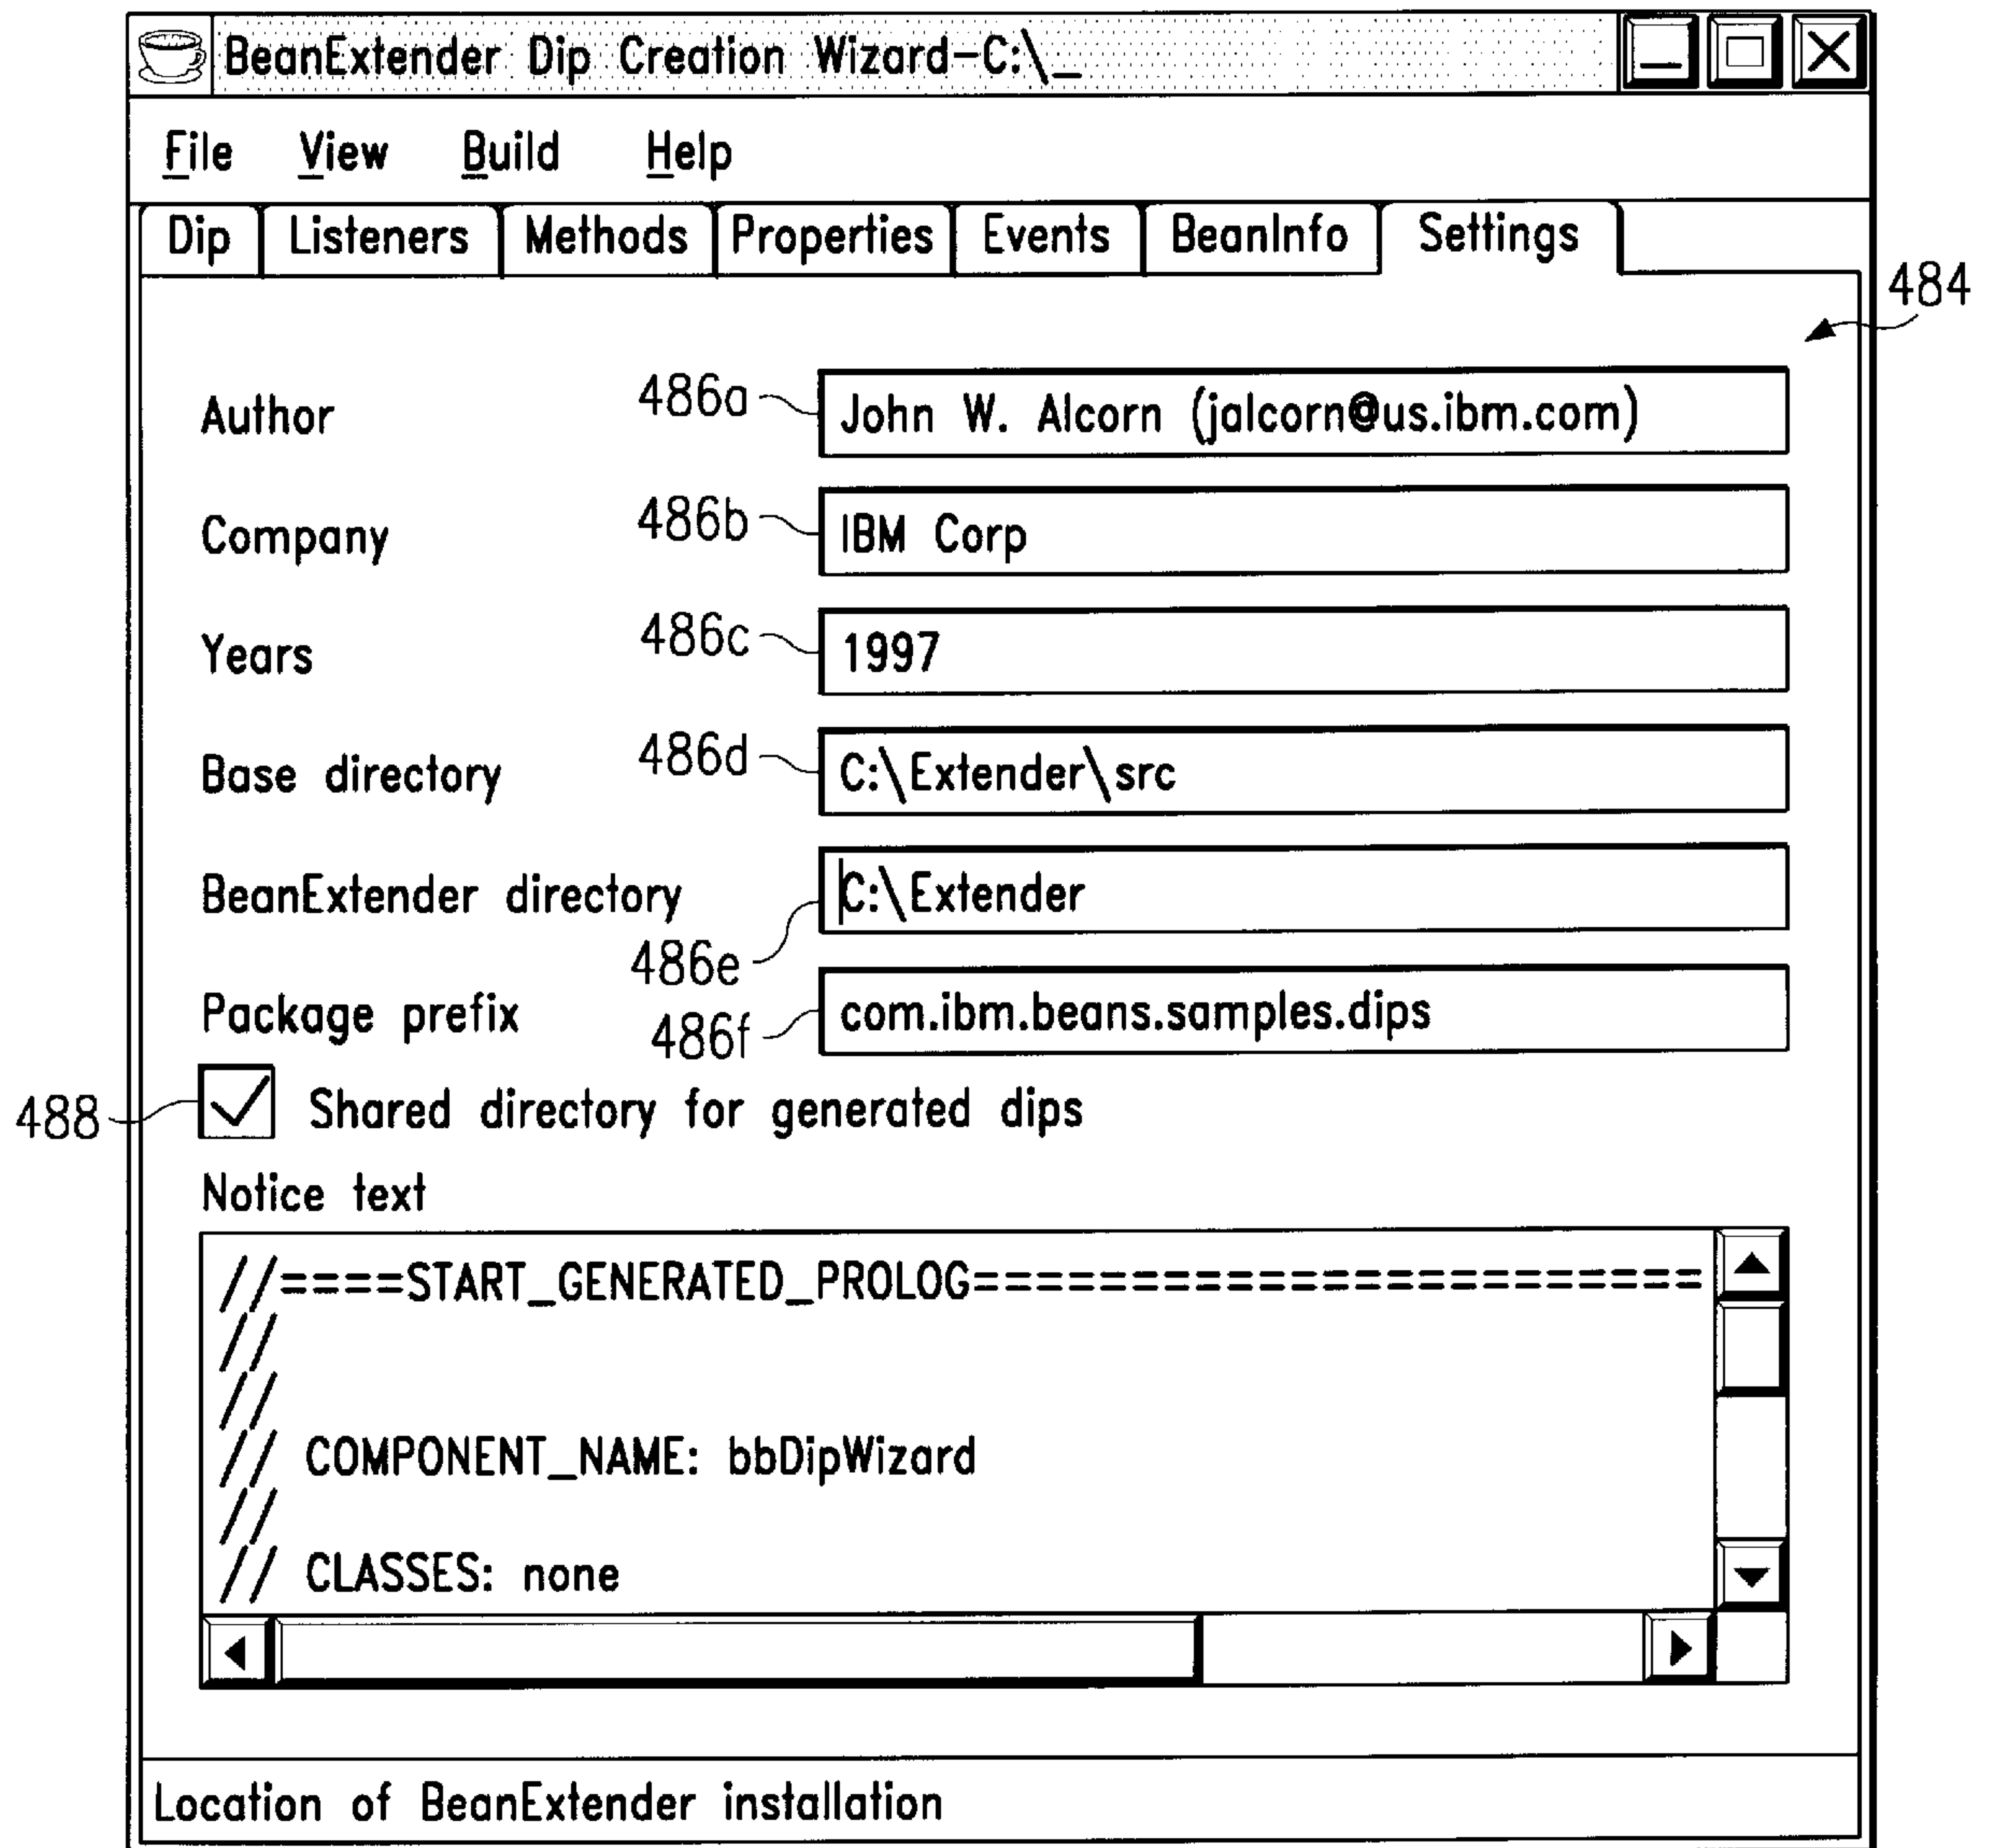 BeanExtender Dip Creation Wizard-C:\_
File View Build Help
Dip Listeners Methods Properties Events BeanInfo Settings
484
Author 486a John W. Alcorn (jalcorn@us.ibm.com)
Company 486b IBM Corp
Years 486c 1997
Base directory 486d C:\Extender\src
BeanExtender directory 486e C:\Extender
Package prefix 486f com.ibm.beans.samples.dips
488 Shared directory for generated dips
Notice text
//====START_GENERATED_PROLOG=======================
//
//
// COMPONENT_NAME: bbDipWizard
//
// CLASSES: none
Location of BeanExtender installation